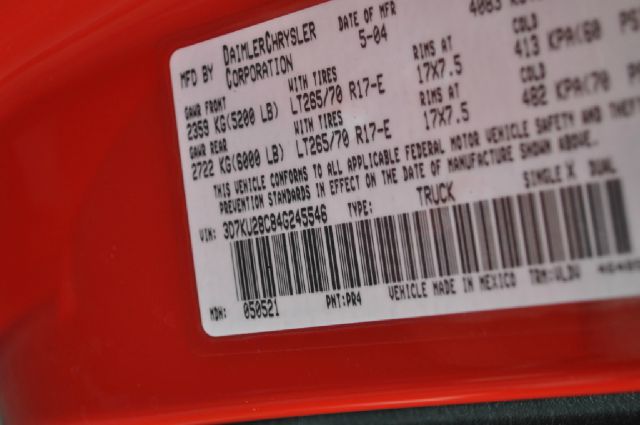 MFD BY DAIMLERCHRYSLER CORPORATION DATE OF MFR 5-04
GAWR FRONT
2359 KG(5200 LB) WITH TIRES LT265/70 R17-E RIMS AT 17X7.5 COLD 413 KPA(60
GAWR REAR
2722 KG(6000 LB) WITH TIRES LT265/70 R17-E RIMS AT 17X7.5 COLD 482 KPA(70 PS
THIS VEHICLE CONFORMS TO ALL APPLICABLE FEDERAL MOTOR VEHICLE SAFETY AND THEFT
PREVENTION STANDARDS IN EFFECT ON THE DATE OF MANUFACTURE SHOWN ABOVE.
VIN: 3D7KU28C84G245546 TYPE: TRUCK SINGLE X DUAL
MDH: 050521 PNT:PR4 VEHICLE MADE IN MEXICO TRM:VLDV